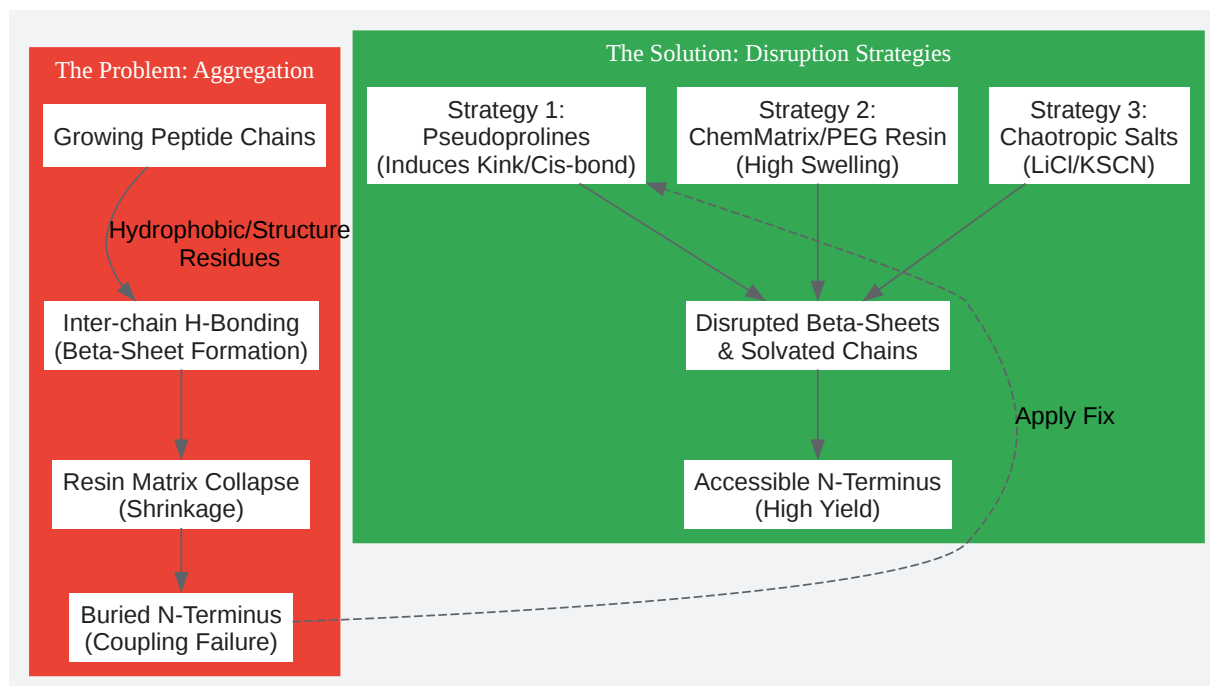 The Problem: Aggregation
Growing Peptide Chains
Hydrophobic/Structure
Residues
Inter-chain H-Bonding
(Beta-Sheet Formation)
Resin Matrix Collapse
(Shrinkage)
Buried N-Terminus
(Coupling Failure)
The Solution: Disruption Strategies
Strategy 1:
Pseudoprolines
(Induces Kink/Cis-bond)
Strategy 2:
ChemMatrix/PEG Resin
(High Swelling)
Strategy 3:
Chaotropic Salts
(LiCl/KSCN)
Disrupted Beta-Sheets
& Solvated Chains
Apply Fix
Accessible N-Terminus
(High Yield)